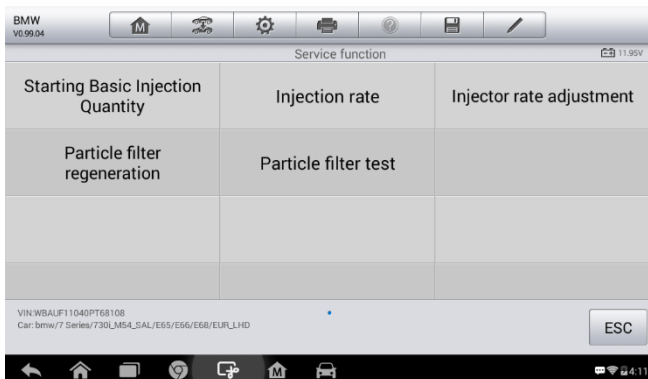 BMW
V0.99.04
Service function
11.95V
Starting Basic Injection
Quantity
Injection rate
Injector rate adjustment
Particle filter
regeneration
Particle filter test
VIN:WBAUF11040PT68108
Car: bmw/7 Series/730i_M54_SAL/E65/E66/E68/EUR_LHD
ESC
4:11